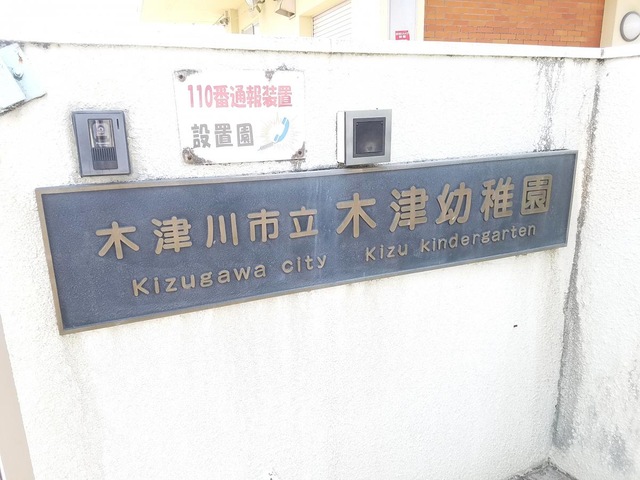 110番通報装置
設置園
木津川市立 木津幼稚園
Kizugawa city Kizu kindergarten